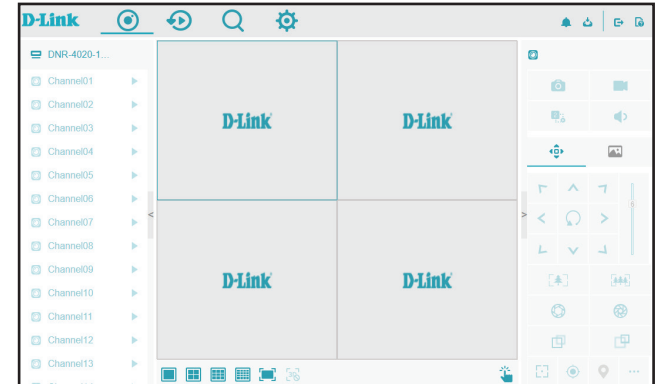 D-Link
DNR-4020-1...
Channel01
Channel02
Channel03
Channel04
Channel05
Channel06
Channel07
Channel08
Channel09
Channel10
Channel11
Channel12
Channel13
D-Link
D-Link
D-Link
D-Link